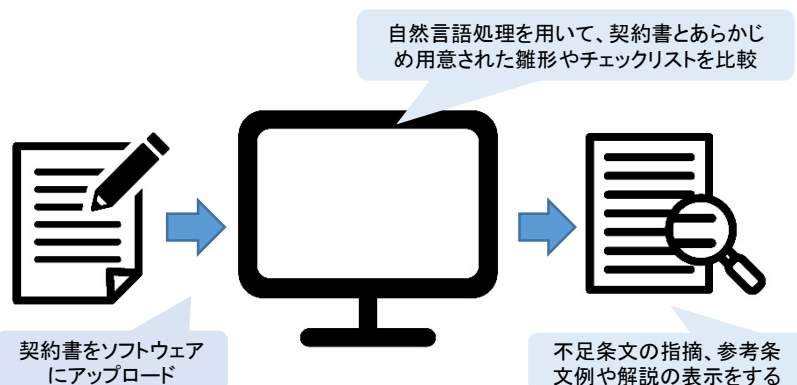 自然言語処理を用いて、契約書とあらかじ
め用意された雛形やチェックリストを比較
契約書をソフトウェア
にアップロード
不足条文の指摘、参考条
文例や解説の表示をする